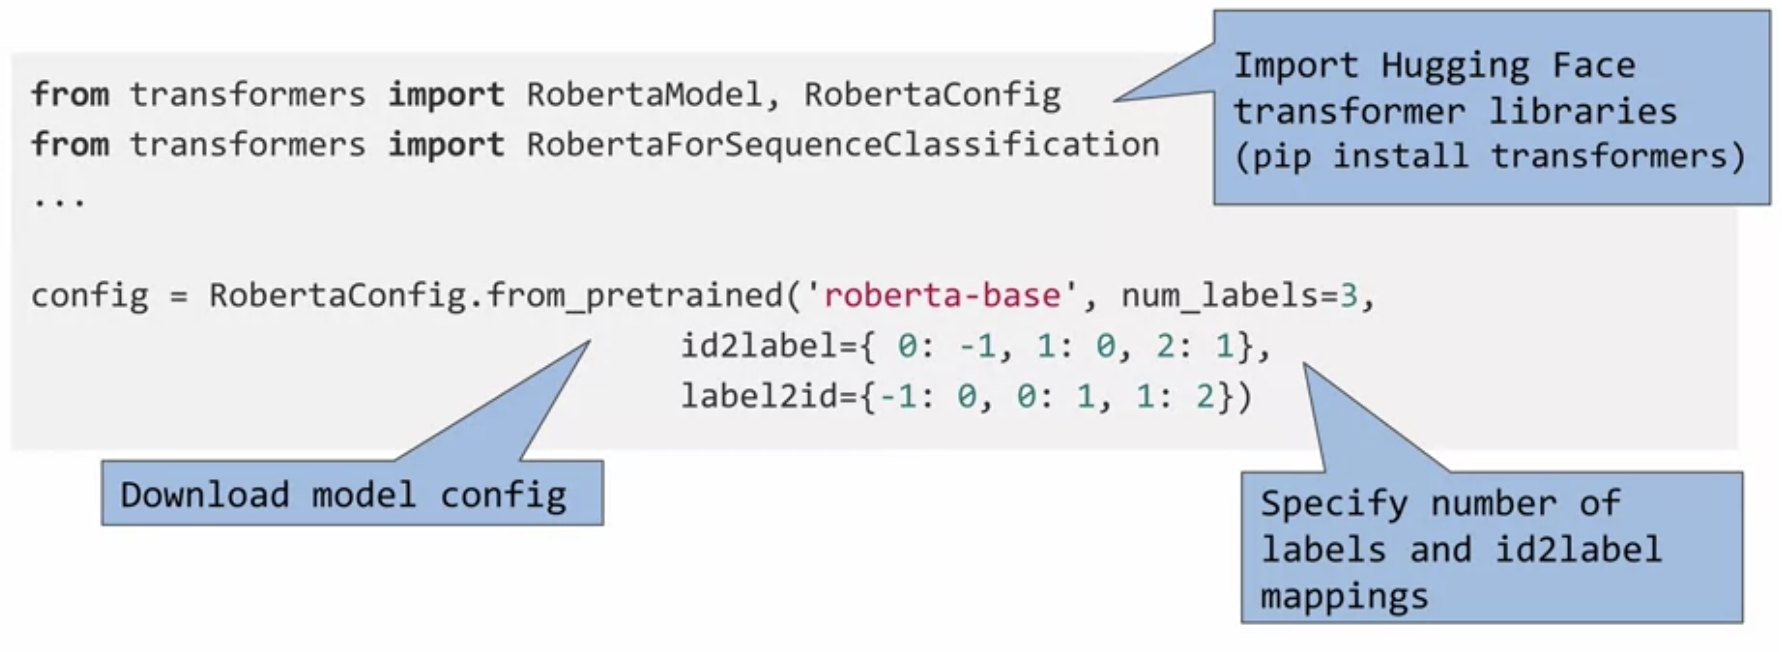 from transformers import RobertaModel, RobertaConfig
from transformers import RobertaForSequenceClassification
...
config = RobertaConfig.from_pretrained('roberta-base', num_labels=3,
id2label={ 0: -1, 1: 0, 2: 1},
label2id={-1: 0, 0: 1, 1: 2})
Import Hugging Face
transformer libraries
(pip install transformers)
Download model config
Specify number of
labels and id2label
mappings